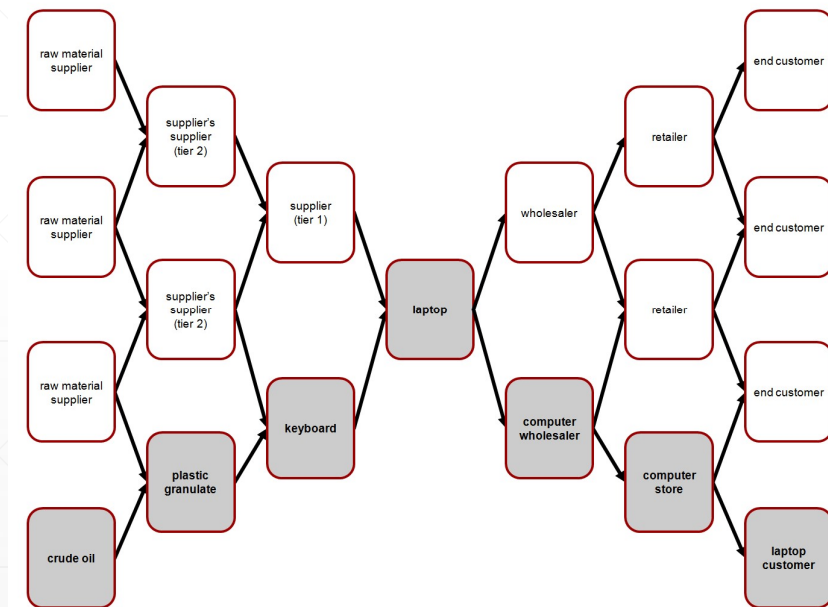 raw material
supplier
raw material
supplier
raw material
supplier
crude oil
supplier's
supplier
(tier 2)
supplier's
supplier
(tier 2)
plastic
granulate
supplier
(tier 1)
keyboard
laptop
wholesaler
computer
wholesaler
retailer
retailer
computer
store
end customer
end customer
end customer
laptop
customer